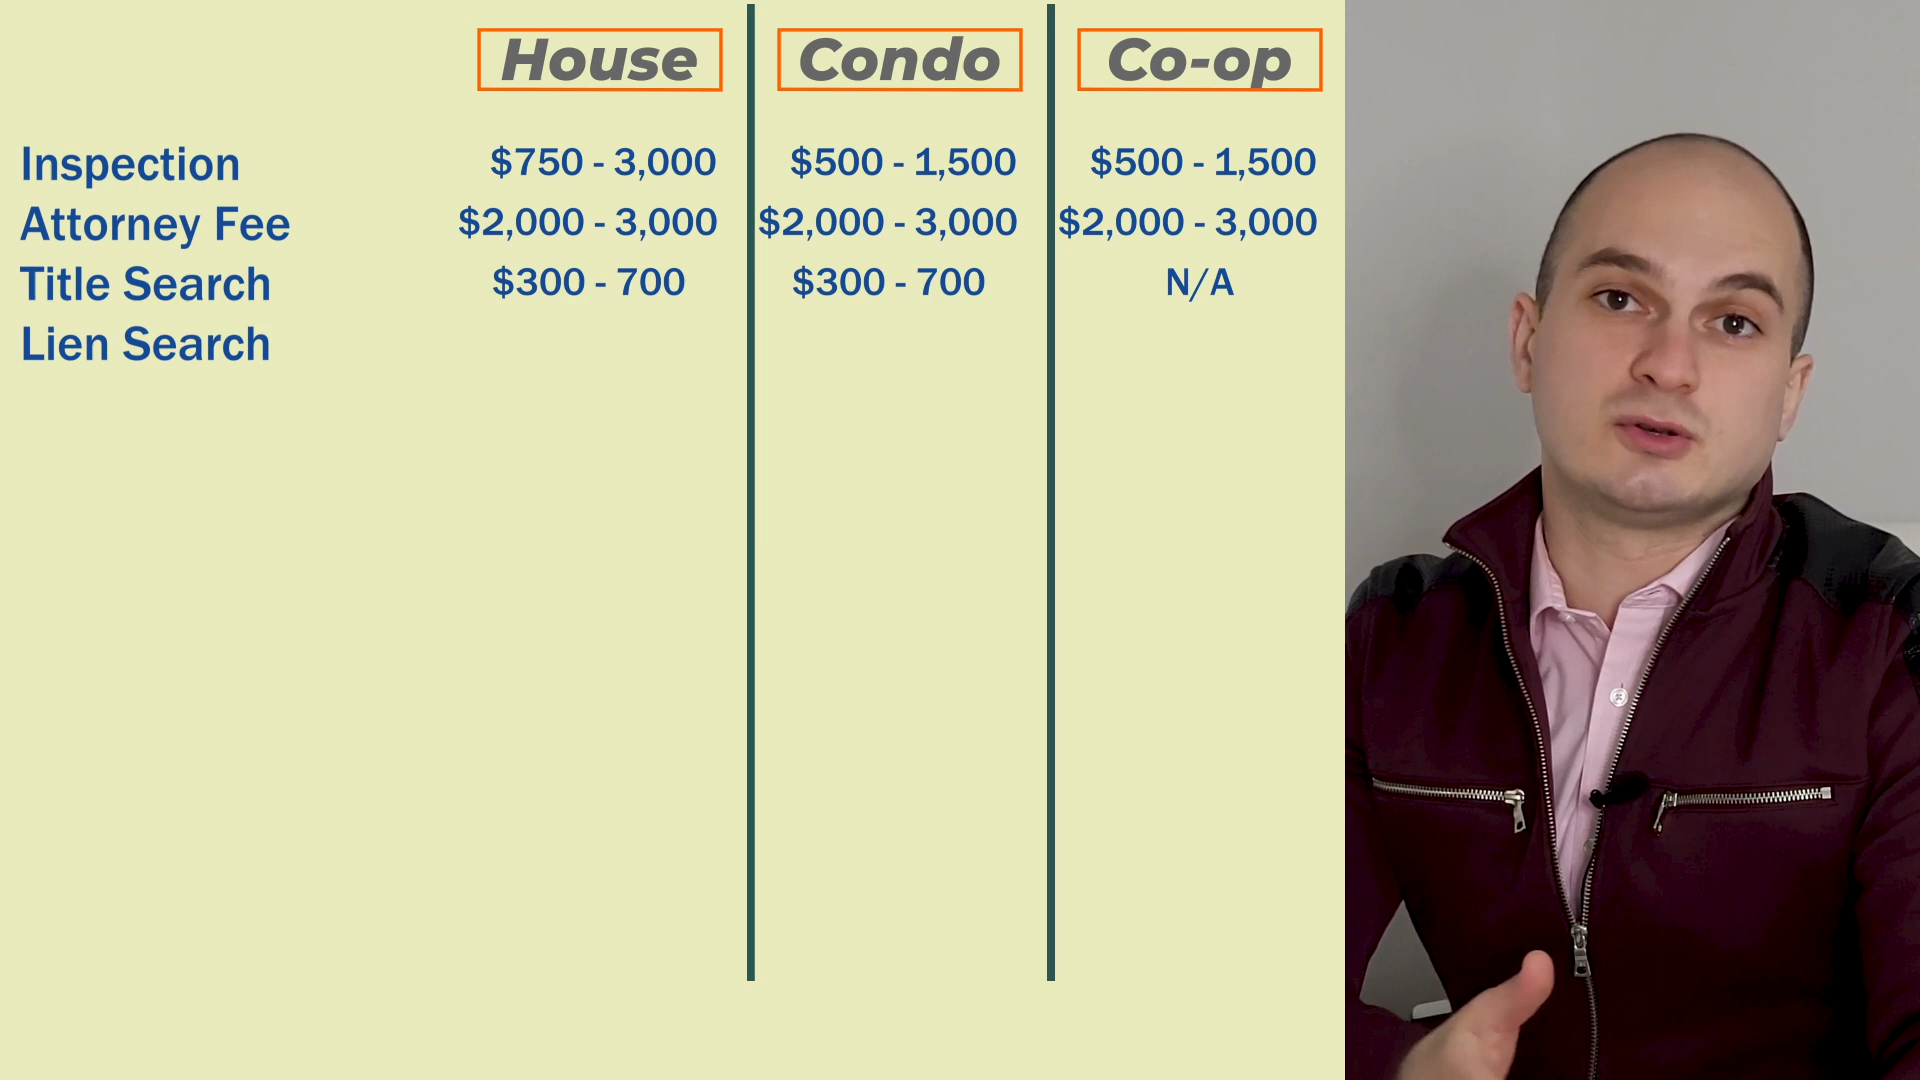 House Condo Co-op
Inspection $750 - 3,000 $500 - 1,500 $500 - 1,500
Attorney Fee $2,000 - 3,000 $2,000 - 3,000 $2,000 - 3,000
Title Search $300 - 700 $300 - 700 N/A
Lien Search